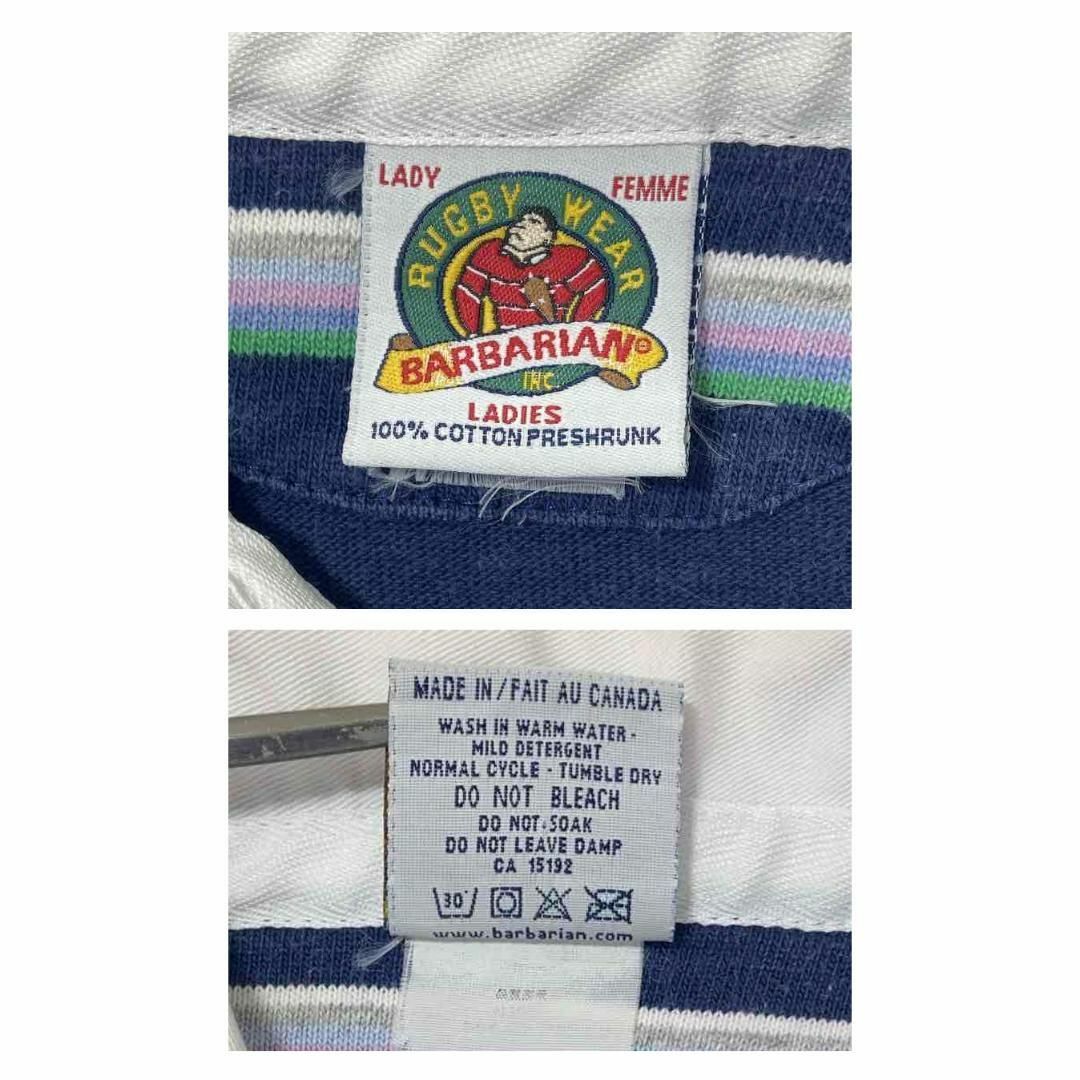 LADY FEMME
RUGBY WEAR
BARBARIAN®
INC.
LADIES
100% COTTON PRESHRUNK
MADE IN / FAIT AU CANADA
WASH IN WARM WATER -
MILD DETERGENT
NORMAL CYCLE - TUMBLE DRY
DO NOT BLEACH
DO NOT SOAK
DO NOT LEAVE DAMP
CA 15192
30°
www.barbarian.com